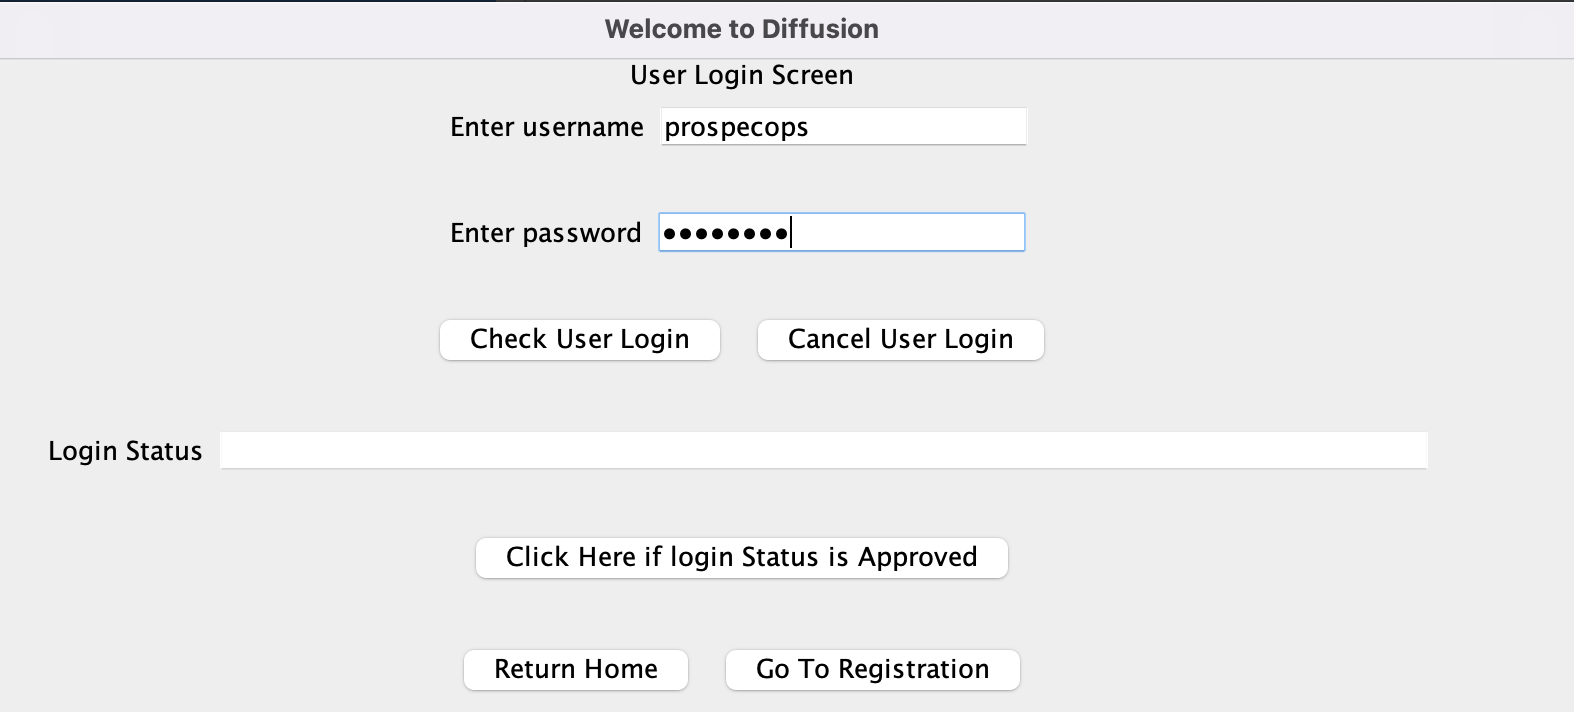 Welcome to Diffusion
User Login Screen
Enter username prospecops
Enter password ••••••••
Check User Login Cancel User Login
Login Status
Click Here if login Status is Approved
Return Home Go To Registration